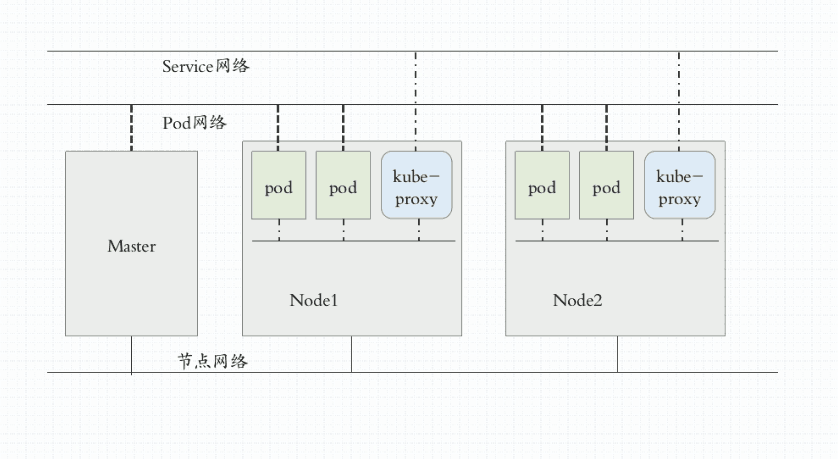 Service网络
Pod网络
pod
pod
kube-
proxy
pod
pod
kube-
proxy
Master
Node1
Node2
节点网络